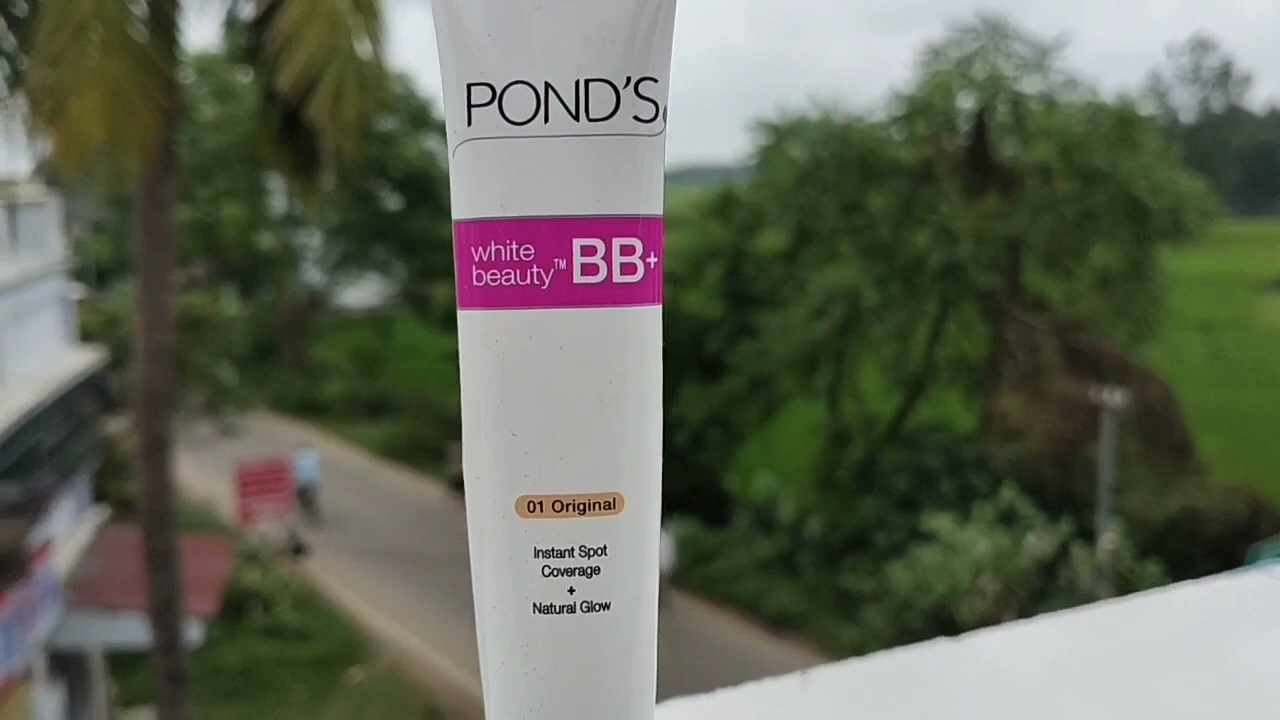 POND'S
white
beauty™ BB+
01 Original
Instant Spot
Coverage
+
Natural Glow